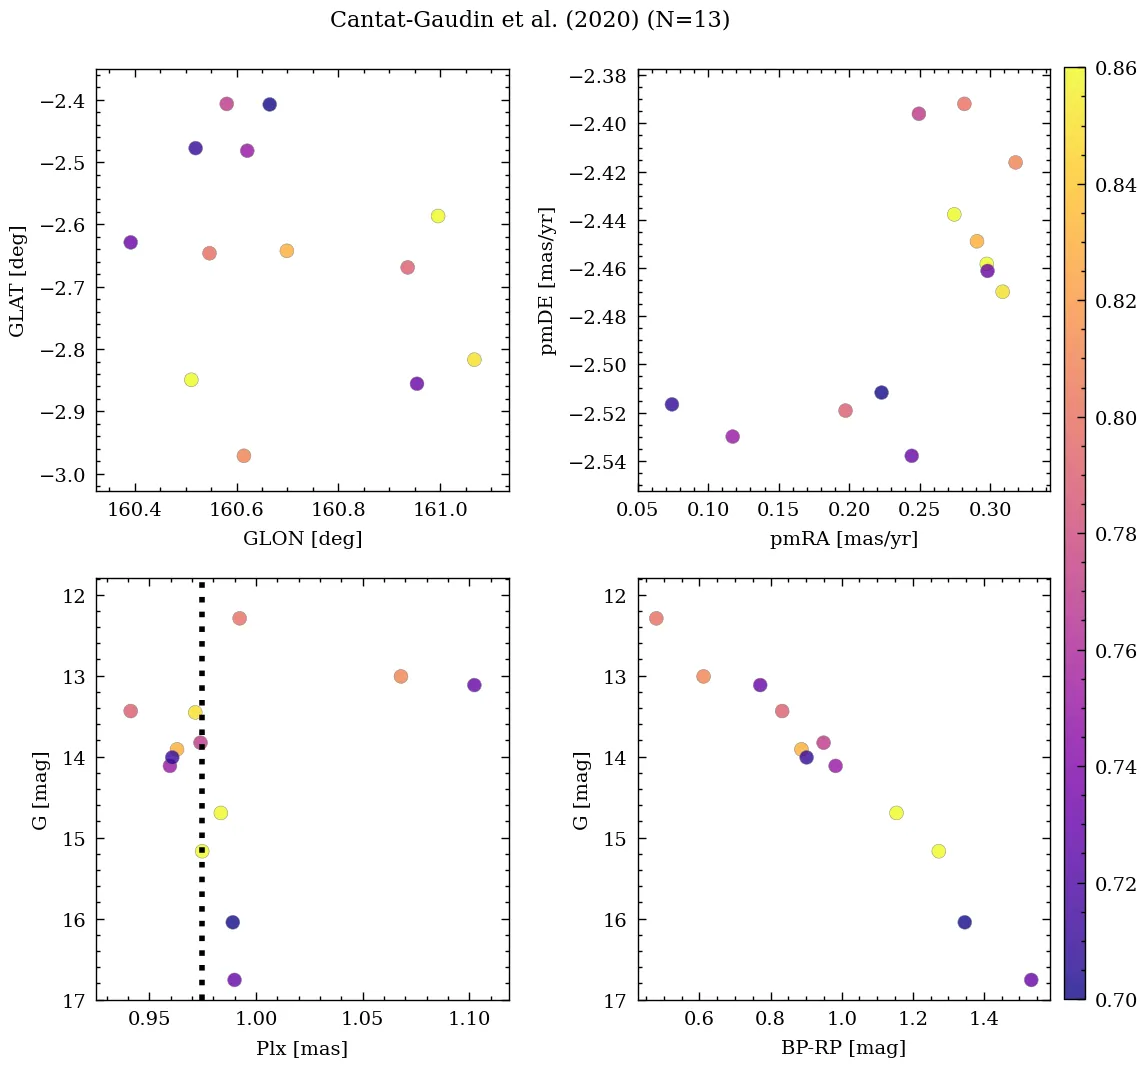 Cantat-Gaudin et al. (2020) (N=13)
−2.4
−2.5
−2.6
−2.7
−2.8
−2.9
−3.0
GLAT [deg]
160.4 160.6 160.8 161.0
GLON [deg]
−2.38
−2.40
−2.42
−2.44
−2.46
−2.48
−2.50
−2.52
−2.54
pmDE [mas/yr]
0.05 0.10 0.15 0.20 0.25 0.30
pmRA [mas/yr]
12
13
14
15
16
17
G [mag]
0.95 1.00 1.05 1.10
Plx [mas]
12
13
14
15
16
17
G [mag]
0.6 0.8 1.0 1.2 1.4
BP-RP [mag]
0.86
0.84
0.82
0.80
0.78
0.76
0.74
0.72
0.70